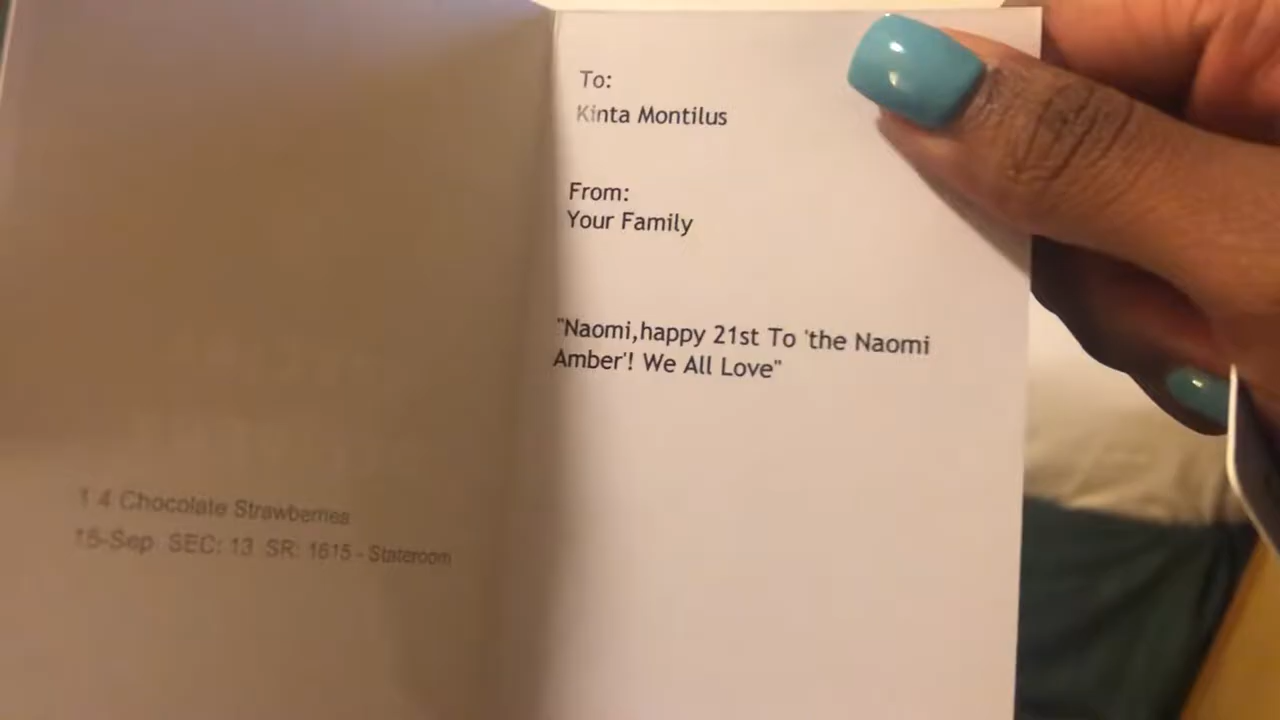 1 4 Chocolate Strawberries
15-Sep SEC: 13 SR: 1615 - Stateroom
To:
Kinta Montilus
From:
Your Family
"Naomi,happy 21st To 'the Naomi
Amber'! We All Love"